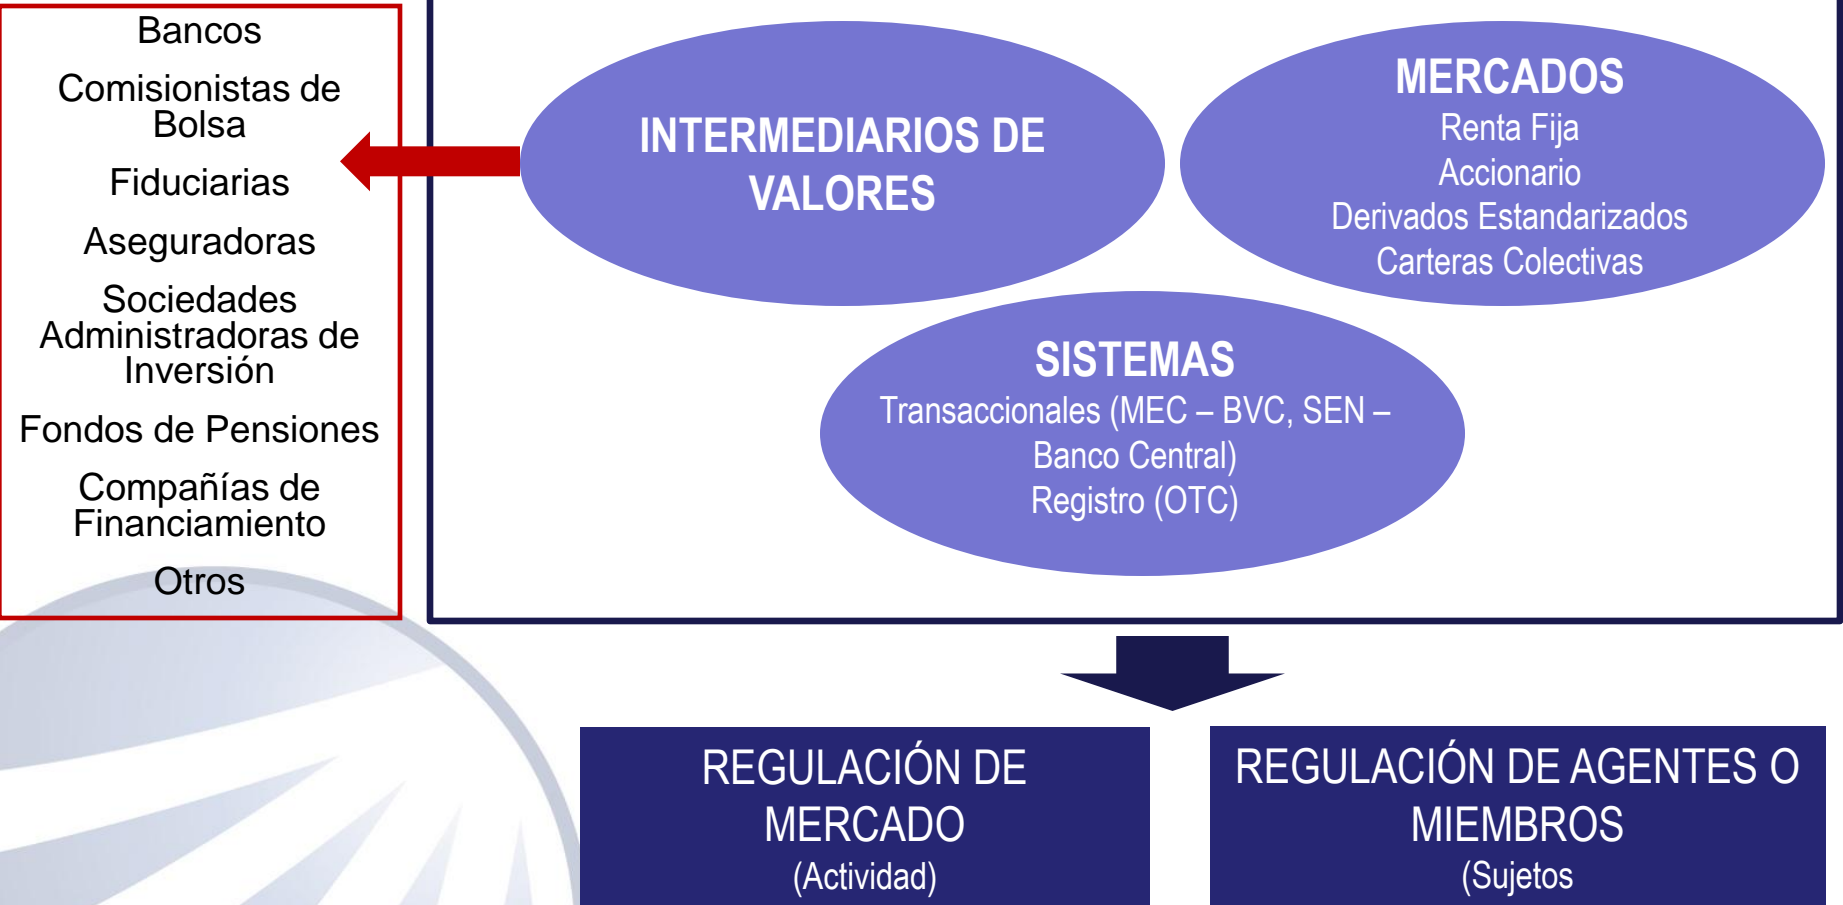 Bancos
Comisionistas de
Bolsa
Fiduciarias
Aseguradoras
Sociedades
Administradoras de
Inversión
Fondos de Pensiones
Compañías de
Financiamiento
Otros
INTERMEDIARIOS DE
VALORES
MERCADOS
Renta Fija
Accionario
Derivados Estandarizados
Carteras Colectivas
SISTEMAS
Transaccionales (MEC – BVC, SEN –
Banco Central)
Registro (OTC)
REGULACIÓN DE
MERCADO
(Actividad)
REGULACIÓN DE AGENTES O
MIEMBROS
(Sujetos